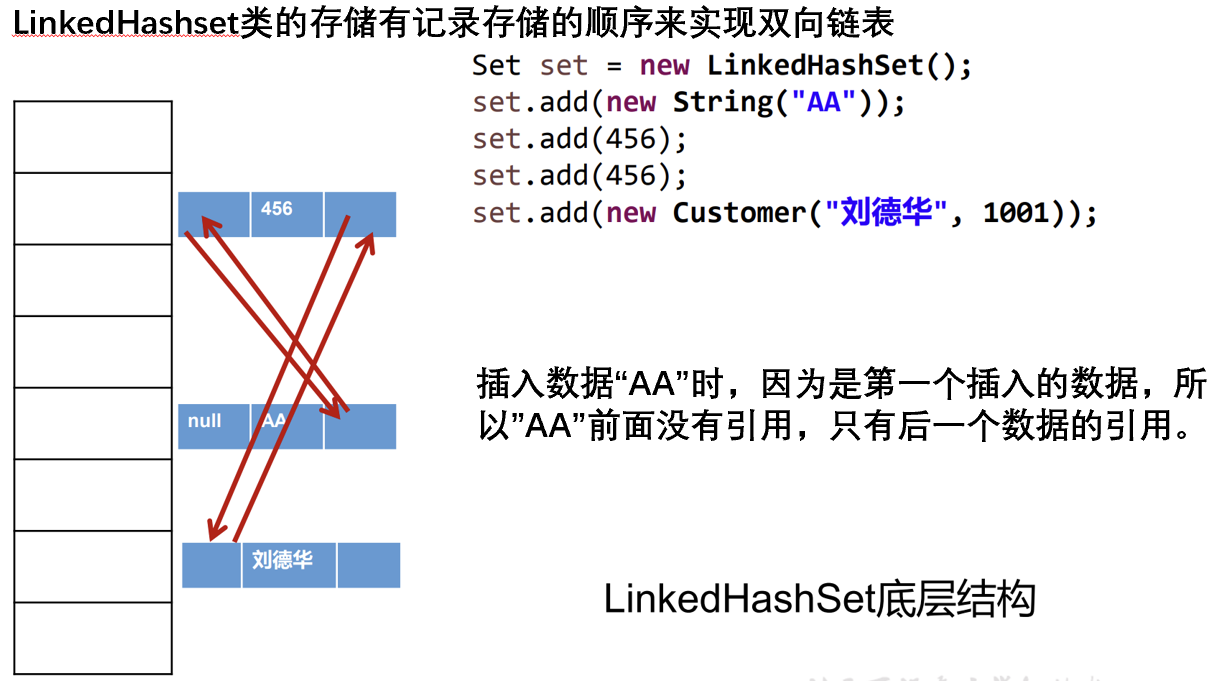 LinkedHashset类的存储有记录存储的顺序来实现双向链表
Set set = new LinkedHashSet();
set.add(new String("AA"));
set.add(456);
set.add(456);
set.add(new Customer("刘德华", 1001));
456
插入数据“AA”时，因为是第一个插入的数据，所
以”AA”前面没有引用，只有后一个数据的引用。
null AA
刘德华
LinkedHashSet底层结构